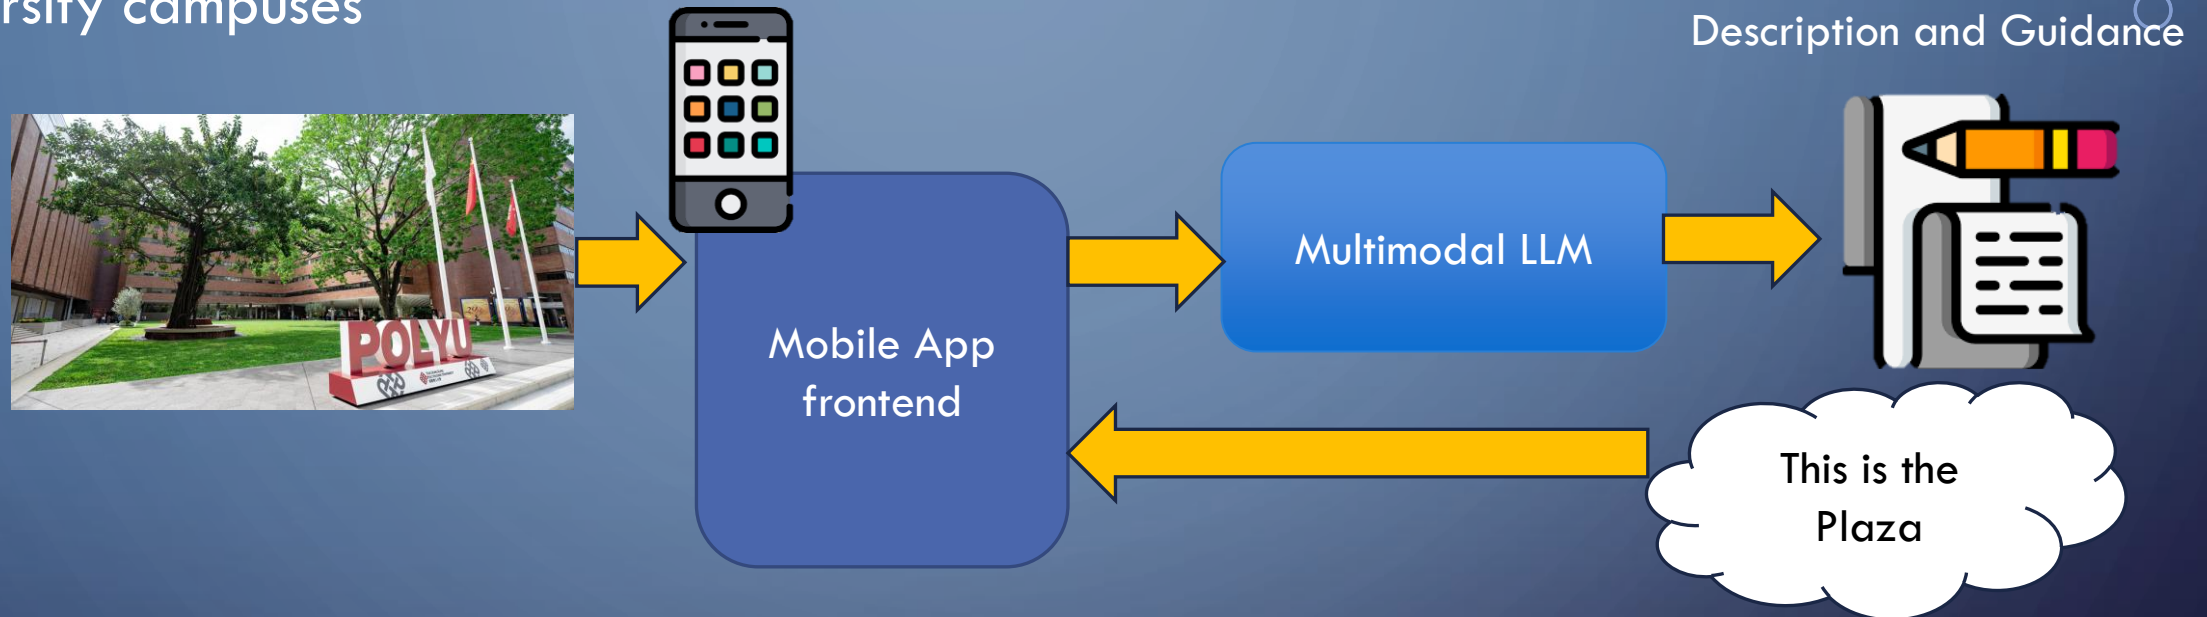 rsity campuses
Description and Guidance
POLYU
Mobile App
frontend
Multimodal LLM
This is the
Plaza